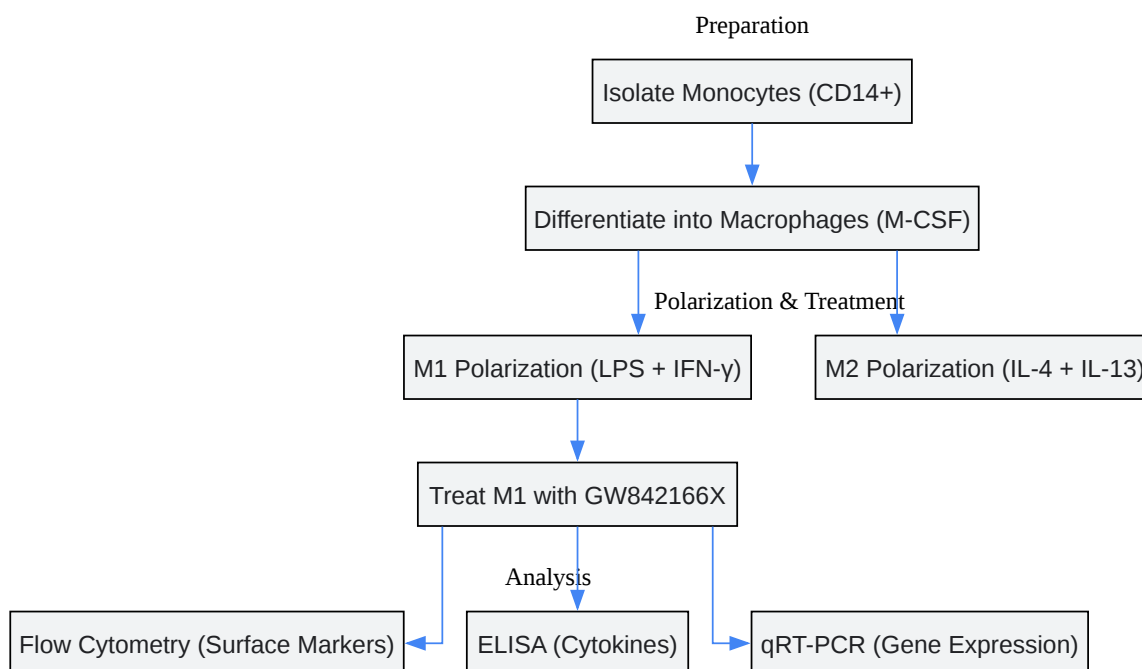 Preparation
Isolate Monocytes (CD14+)
Differentiate into Macrophages (M-CSF)
Polarization & Treatment
M1 Polarization (LPS + IFN-γ)
M2 Polarization (IL-4 + IL-13)
Treat M1 with GW842166X
Analysis
Flow Cytometry (Surface Markers)
ELISA (Cytokines)
qRT-PCR (Gene Expression)